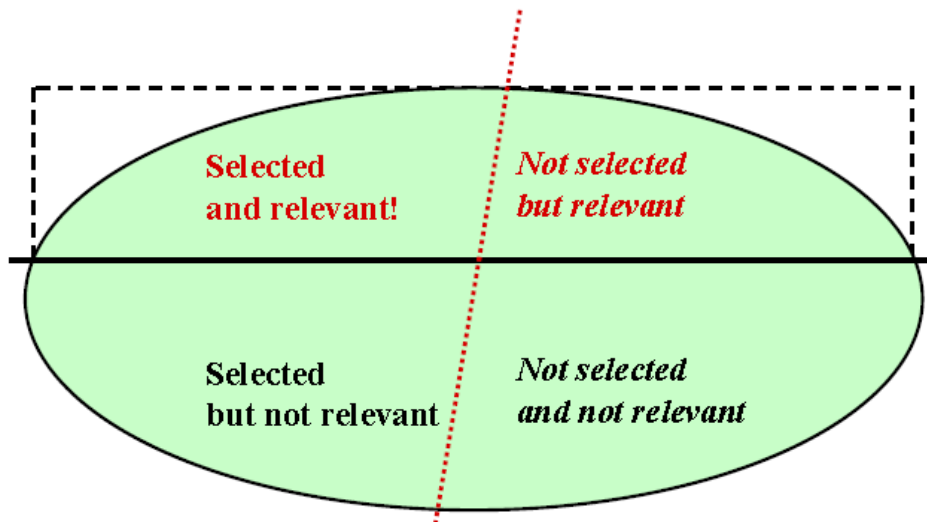 Selected
and relevant!
Not selected
but relevant
Selected
but not relevant
Not selected
and not relevant